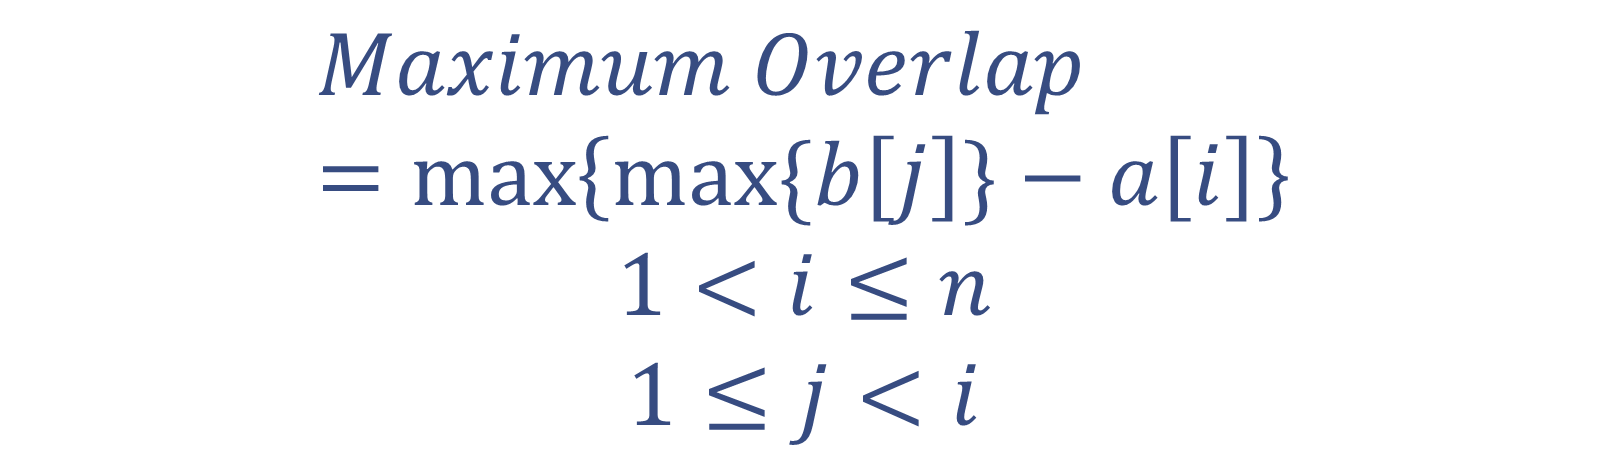 Maximum Overlap
= max{max{b[j]} − a[i]}
1 < i ≤ n
1 ≤ j < i